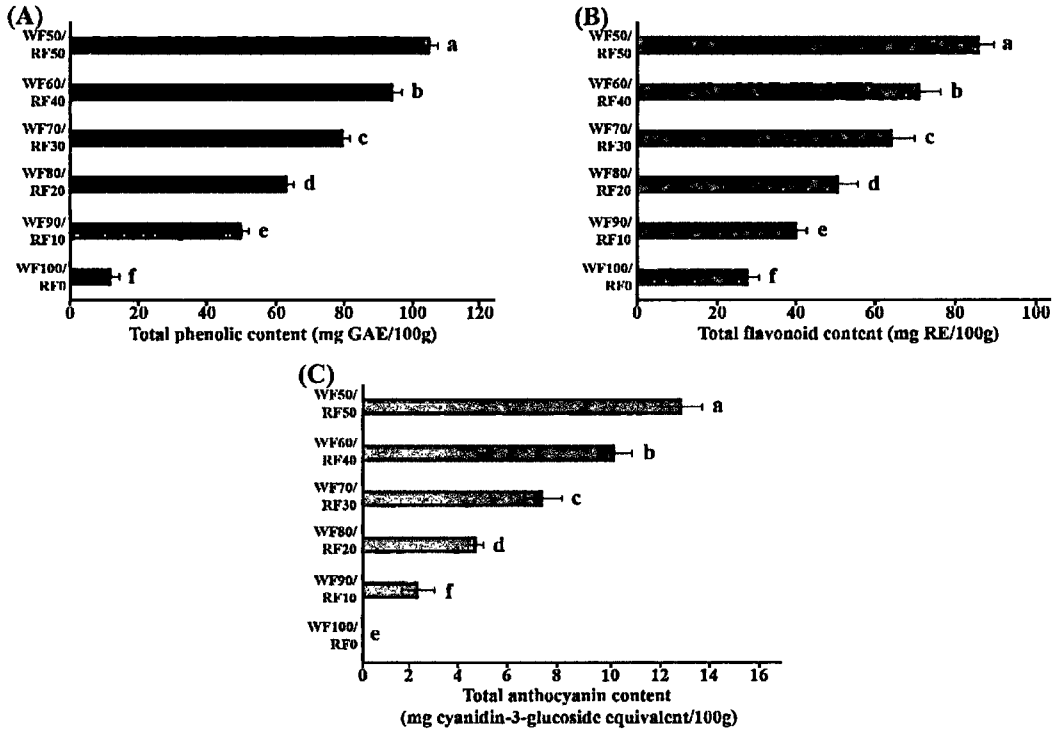 (A)
WF50/
RF50
a
WF60/
RF40
b
WF70/
RF30
c
WF80/
RF20
d
WF90/
RF10
e
WF100/
RF0
f
0 20 40 60 80 100 120
Total phenolic content (mg GAE/100g)
(B)
WF50/
RF50
a
WF60/
RF40
b
WF70/
RF30
c
WF80/
RF20
d
WF90/
RF10
e
WF100/
RF0
f
0 20 40 60 80 100
Total flavonoid content (mg RE/100g)
(C)
WF50/
RF50
a
WF60/
RF40
b
WF70/
RF30
c
WF80/
RF20
d
WF90/
RF10
f
WF100/
RF0
e
0 2 4 6 8 10 12 14 16
Total anthocyanin content
(mg cyanidin-3-glucoside equivalent/100g)